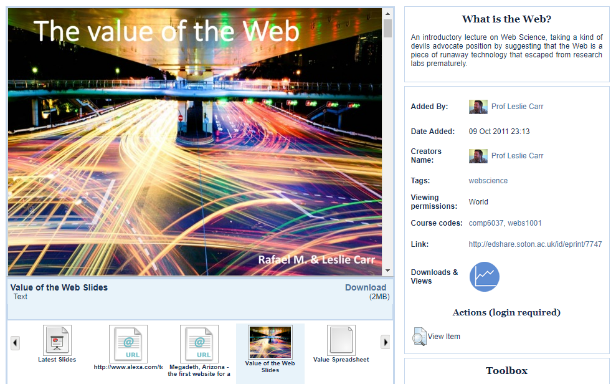 The value of the Web
Rafael M. & Leslie Carr
Value of the Web Slides
Download
Text
(2MB)
Latest Slides
URL
http://www.alexa.com/t
URL
Megadeth, Arizona -
the first website for a
Value of the Web
Slides
Value Spreadsheet
What is the Web?
An introductory lecture on Web Science, taking a kind of
devils advocate position by suggesting that the Web is a
piece of runaway technology that escaped from research
labs prematurely.
Added By:
Prof Leslie Carr
Date Added:
09 Oct 2011 23:13
Creators
Name:
Prof Leslie Carr
Tags:
webscience
Viewing
permissions:
World
Course codes:
comp6037, webs1001
Link:
http://edshare.soton.ac.uk/id/eprint/7747
Downloads &
Views
Actions (login required)
View Item
Toolbox